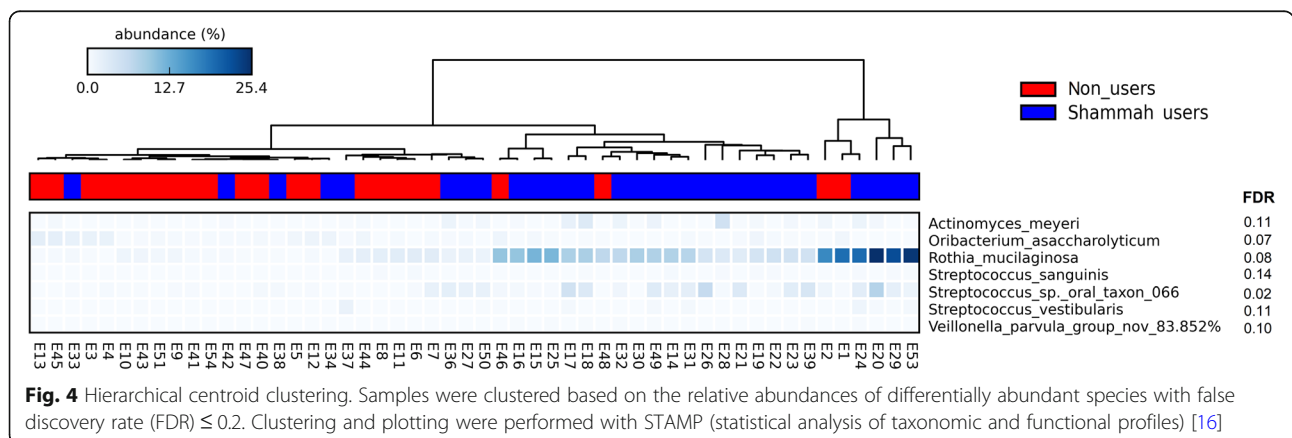 abundance (%)
0.0 12.7 25.4
Non_users
Shammah users
FDR
Actinomyces_meyeri 0.11
Oribacterium_asaccharolyticum 0.07
Rothia_mucilaginosa 0.08
Streptococcus_sanguinis 0.14
Streptococcus_sp._oral_taxon_066 0.02
Streptococcus_vestibularis 0.11
Veillonella_parvula_group_nov_83.852% 0.10
E13 E45 E33 E3 E4 E10 E43 E51 E9 E41 E54 E42 E47 E40 E38 E5 E12 E34 E37 E44 E8 E11 E6 E7 E36 E27 E50 E46 E16 E15 E25 E17 E18 E48 E32 E30 E49 E14 E31 E26 E28 E21 E19 E22 E23 E39 E2 E1 E24 E20 E29 E53
Fig. 4 Hierarchical centroid clustering. Samples were clustered based on the relative abundances of differentially abundant species with false
discovery rate (FDR) ≤ 0.2. Clustering and plotting were performed with STAMP (statistical analysis of taxonomic and functional profiles) [16]